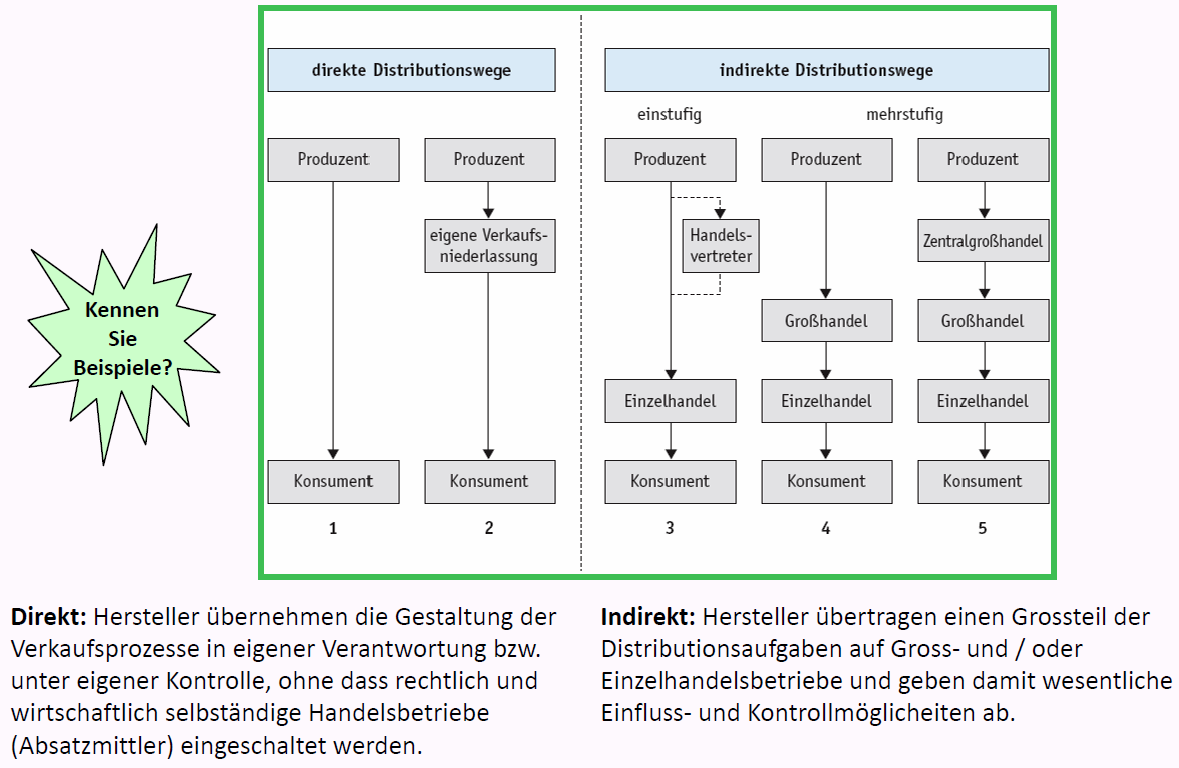 direkte Distributionswege
indirekte Distributionswege
einstufig
mehrstufig
Produzent
Produzent
Produzent
Produzent
Produzent
eigene Verkaufs-
niederlassung
Handels-
vertreter
Zentralgroßhandel
Großhandel
Großhandel
Einzelhandel
Einzelhandel
Einzelhandel
Konsument
Konsument
Konsument
Konsument
Konsument
1
2
3
4
5
Kennen
Sie
Beispiele?
Direkt: Hersteller übernehmen die Gestaltung der
Verkaufsprozesse in eigener Verantwortung bzw.
unter eigener Kontrolle, ohne dass rechtlich und
wirtschaftlich selbständige Handelsbetriebe
(Absatzmittler) eingeschaltet werden.
Indirekt: Hersteller übertragen einen Grossteil der
Distributionsaufgaben auf Gross- und / oder
Einzelhandelsbetriebe und geben damit wesentliche
Einfluss- und Kontrollmöglicheiten ab.